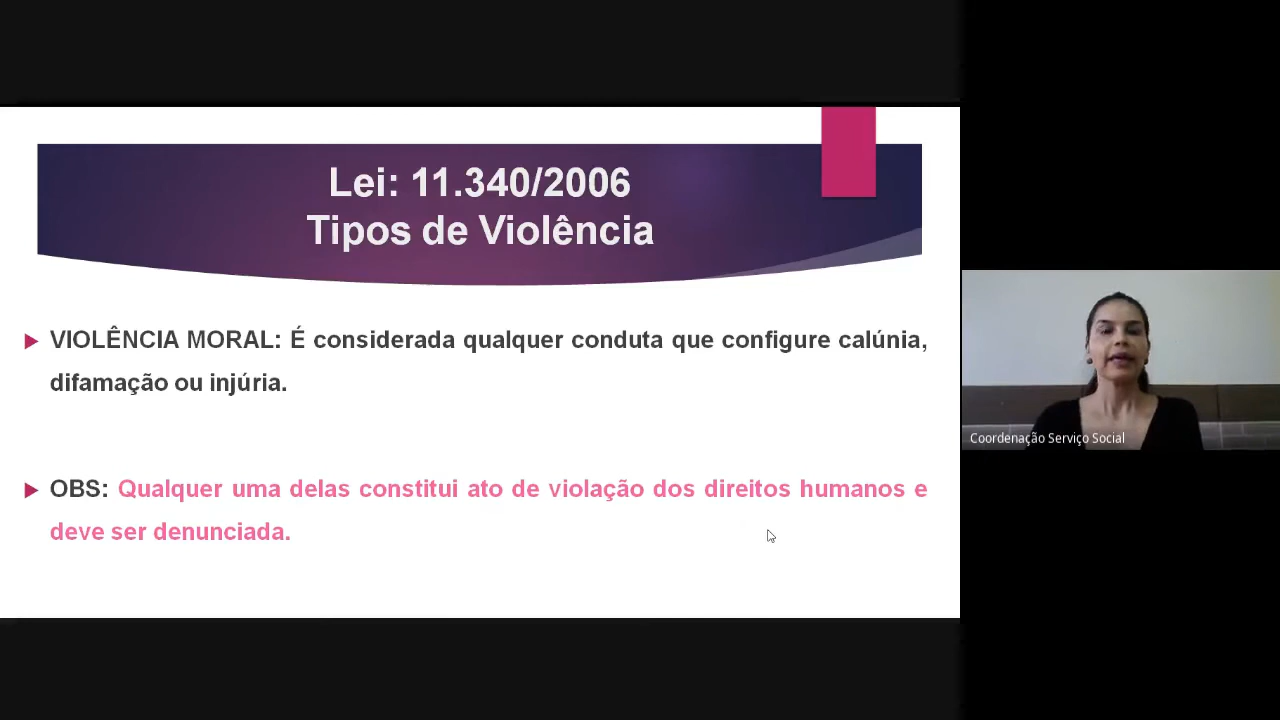 Lei: 11.340/2006
Tipos de Violência
VIOLÊNCIA MORAL: É considerada qualquer conduta que configure calúnia,
difamação ou injúria.
OBS: Qualquer uma delas constitui ato de violação dos direitos humanos e
deve ser denunciada.
Coordenação Serviço Social